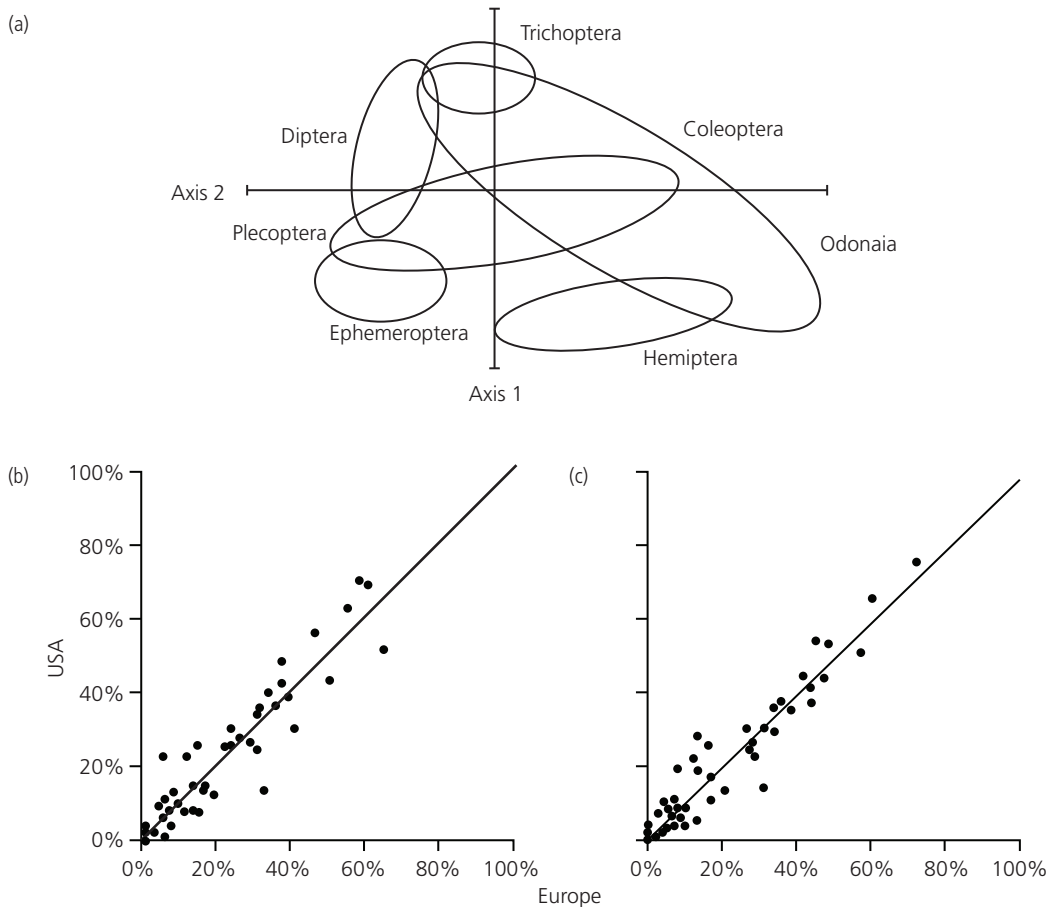 (a)
Trichoptera
Coleoptera
Diptera
Axis 2
Plecoptera
Odonaia
Ephemeroptera
Hemiptera
Axis 1
(b)
100%
80%
60%
40%
20%
0%
USA
0% 20% 40% 60% 80% 100%
(c)
0% 20% 40% 60% 80% 100%
Europe